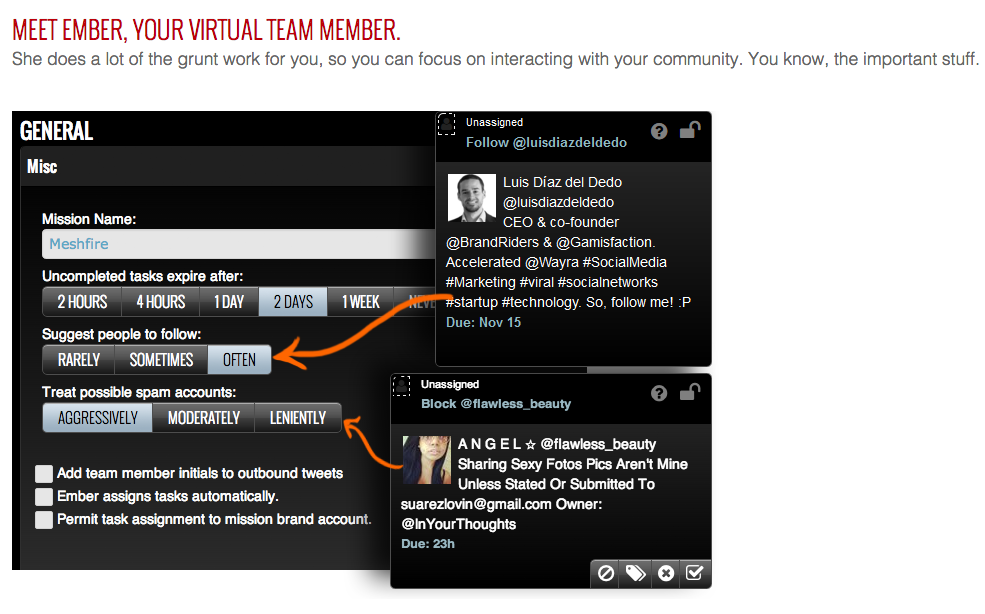 MEET EMBER, YOUR VIRTUAL TEAM MEMBER.
She does a lot of the grunt work for you, so you can focus on interacting with your community. You know, the important stuff.
GENERAL
Misc
Mission Name:
Meshfire
Uncompleted tasks expire after:
2 HOURS 4 HOURS 1 DAY 2 DAYS 1 WEEK NEVE
Suggest people to follow:
RARELY SOMETIMES OFTEN
Treat possible spam accounts:
AGGRESSIVELY MODERATELY LENIENTLY
Add team member initials to outbound tweets
Ember assigns tasks automatically.
Permit task assignment to mission brand account.
Unassigned
Follow @luisdiazdeldedo
Luis Díaz del Dedo
@luisdiazdeldedo
CEO & co-founder
@BrandRiders & @Gamisfaction.
Accelerated @Wayra #SocialMedia
#Marketing #viral #socialnetworks
#startup #technology. So, follow me! :P
Due: Nov 15
Unassigned
Block @flawless_beauty
A N G E L ☆ @flawless_beauty
Sharing Sexy Fotos Pics Aren't Mine
Unless Stated Or Submitted To
suarezlovin@gmail.com Owner:
@InYourThoughts
Due: 23h